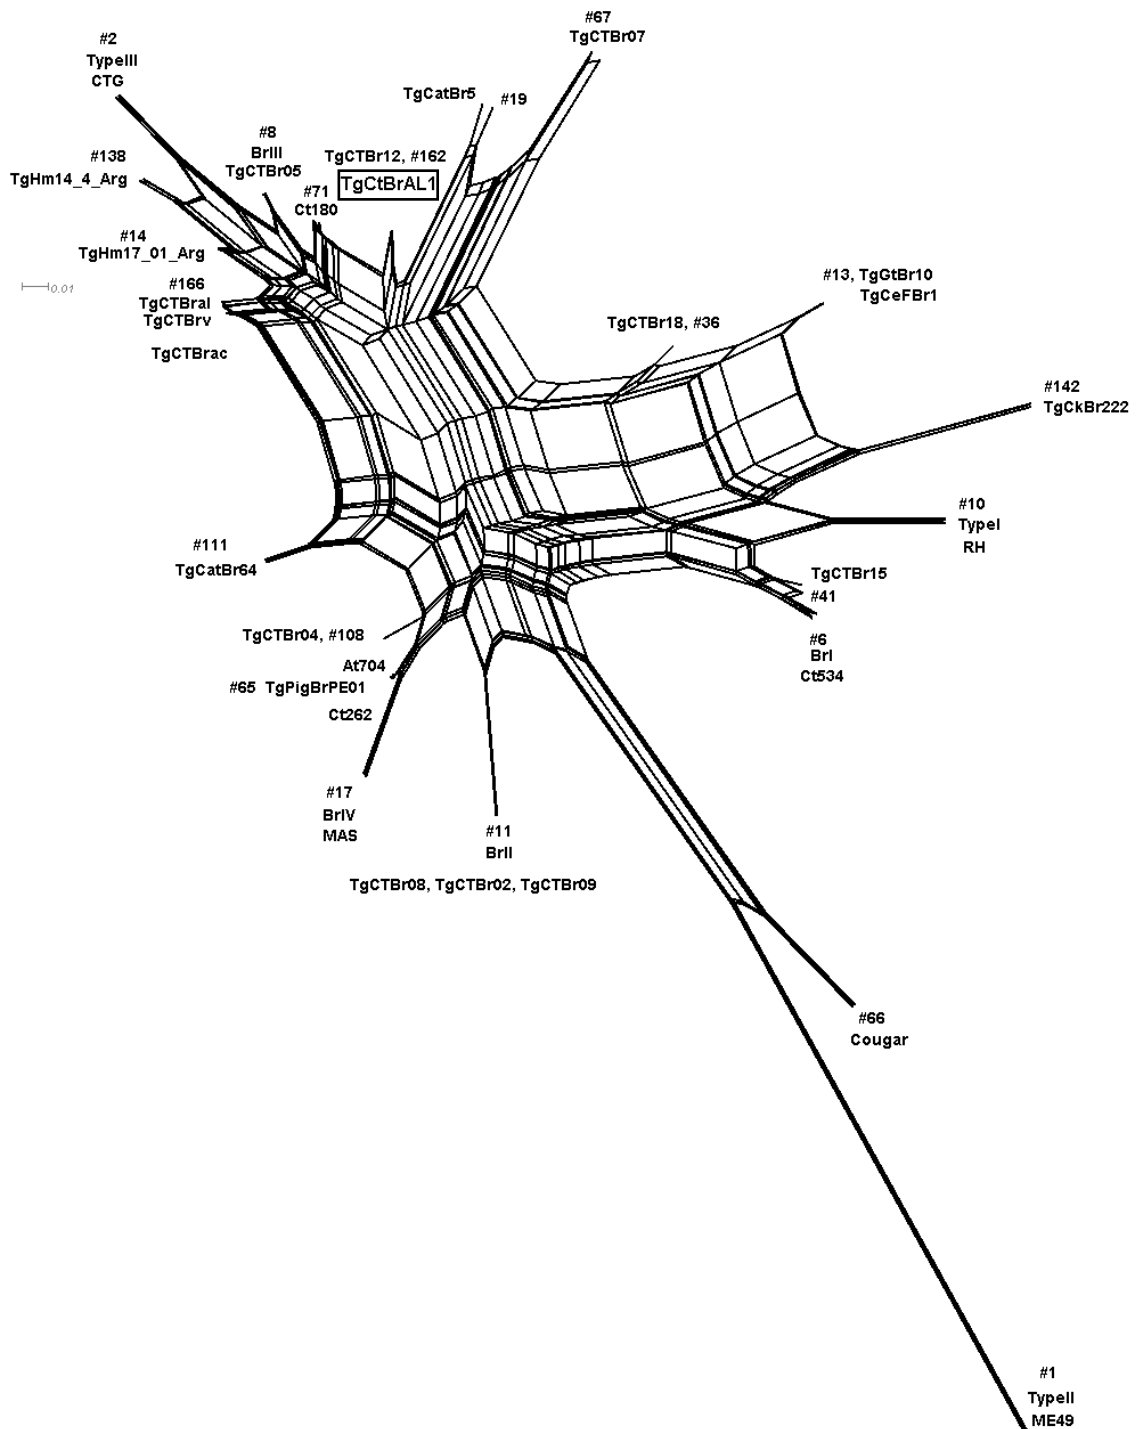 #67
TgCTBr07
#2
TypeIII
CTG
TgCatBr5
#19
#8
BrIII
TgCTBr05
TgCTBr12, #162
TgCtBrAL1
#138
TgHm14_4_Arg
#71
Ct180
#14
TgHm17_01_Arg
0.01
#166
TgCTBral
TgCTBrv
TgCTBrac
#13, TgGtBr10
TgCeFBr1
TgCTBr18, #36
#142
TgCkBr222
#10
TypeI
RH
#111
TgCatBr64
TgCTBr15
#41
#6
BrI
Ct534
TgCTBr04, #108
At704
#65 TgPigBrPE01
Ct262
#17
BrIV
MAS
#11
BrII
TgCTBr08, TgCTBr02, TgCTBr09
#66
Cougar
#1
TypeII
ME49